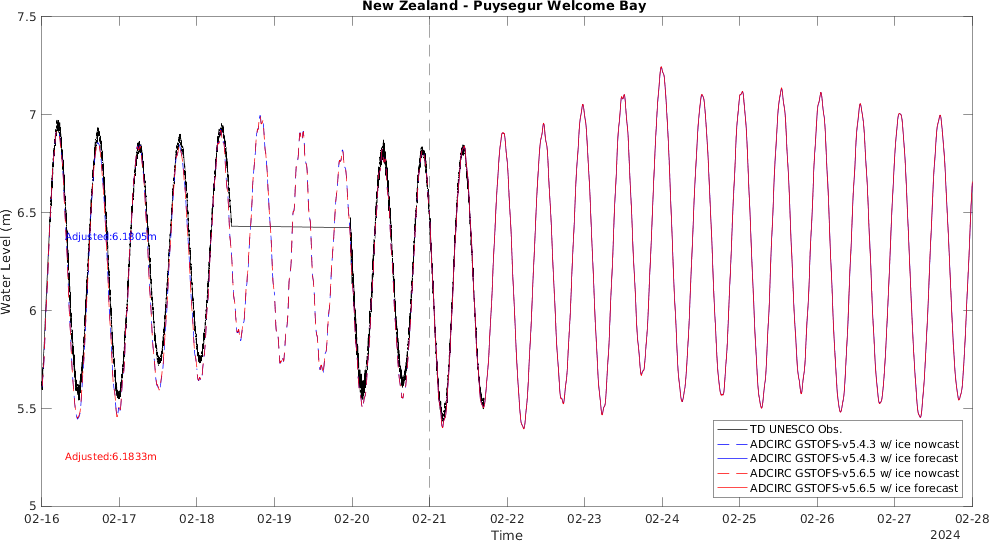 New Zealand - Puysegur Welcome Bay
7.5
7
6.5
6
5.5
5
Water Level (m)
Adjusted:6.1805m
Adjusted:6.1833m
TD UNESCO Obs.
ADCIRC GSTOFS-v5.4.3 w/ ice nowcast
ADCIRC GSTOFS-v5.4.3 w/ ice forecast
ADCIRC GSTOFS-v5.6.5 w/ ice nowcast
ADCIRC GSTOFS-v5.6.5 w/ ice forecast
02-16 02-17 02-18 02-19 02-20 02-21 02-22 02-23 02-24 02-25 02-26 02-27 02-28
Time
2024